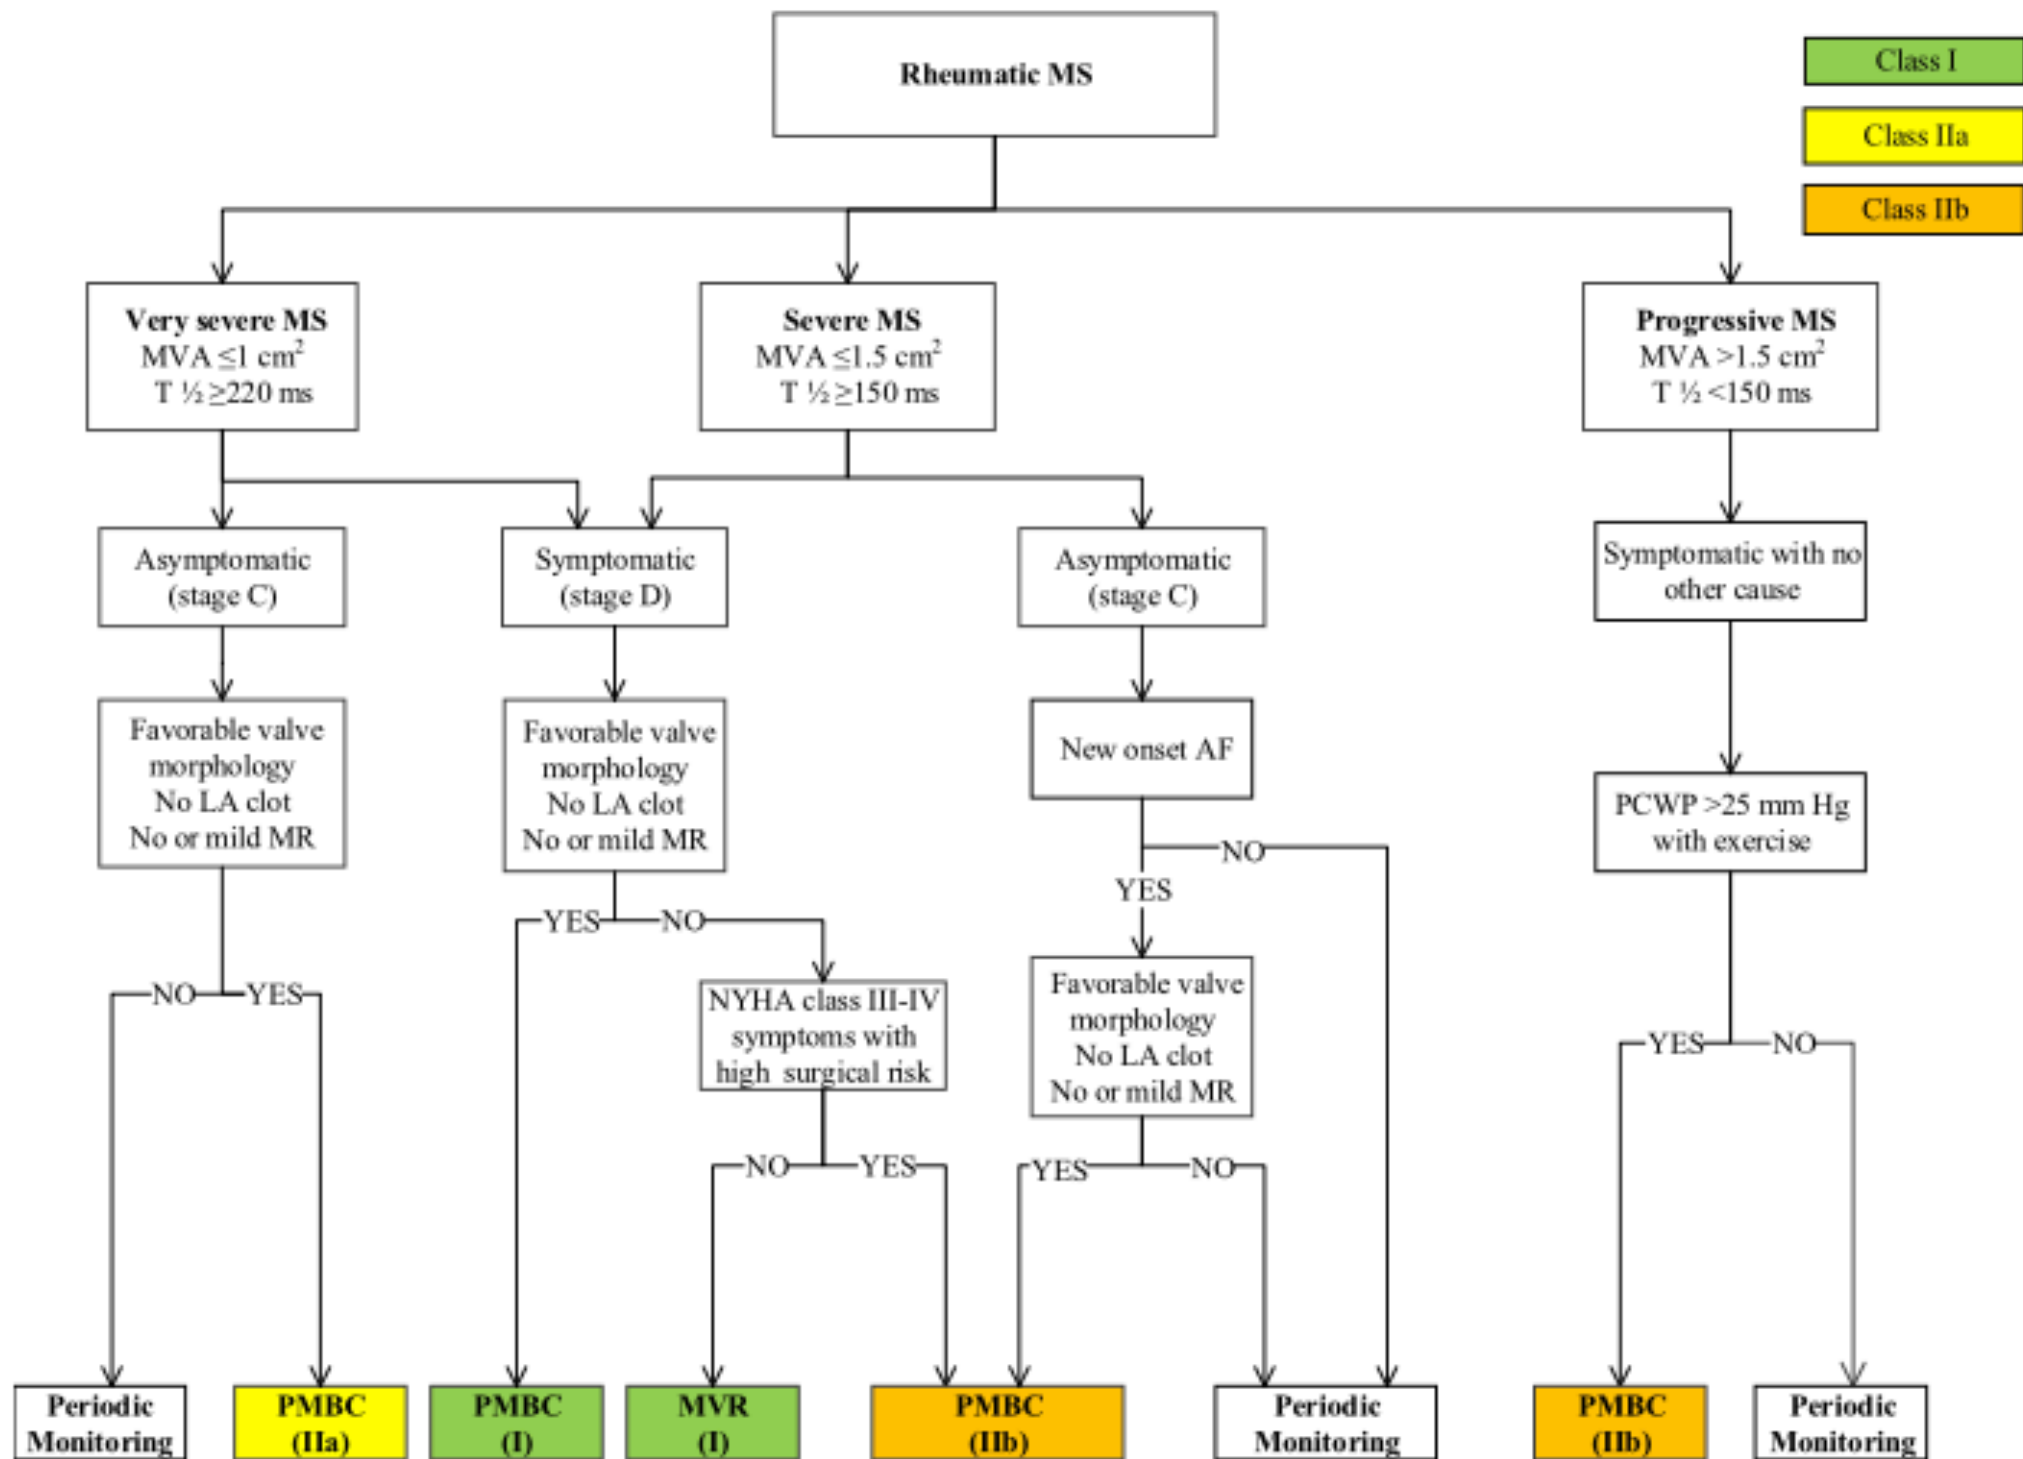 Rheumatic MS
Class I
Class IIa
Class IIb
Very severe MS
MVA ≤1 cm²
T ½ ≥220 ms
Severe MS
MVA ≤1.5 cm²
T ½ ≥150 ms
Progressive MS
MVA >1.5 cm²
T ½ <150 ms
Asymptomatic
(stage C)
Symptomatic
(stage D)
Asymptomatic
(stage C)
Symptomatic with no
other cause
Favorable valve
morphology
No LA clot
No or mild MR
Favorable valve
morphology
No LA clot
No or mild MR
New onset AF
PCWP >25 mm Hg
with exercise
NO
YES
YES
NO
NO
YES
NYHA class III-IV
symptoms with
high surgical risk
Favorable valve
morphology
No LA clot
No or mild MR
YES
NO
NO
YES
YES
NO
Periodic
Monitoring
PMBC
(IIa)
PMBC
(I)
MVR
(I)
PMBC
(IIb)
Periodic
Monitoring
PMBC
(IIb)
Periodic
Monitoring